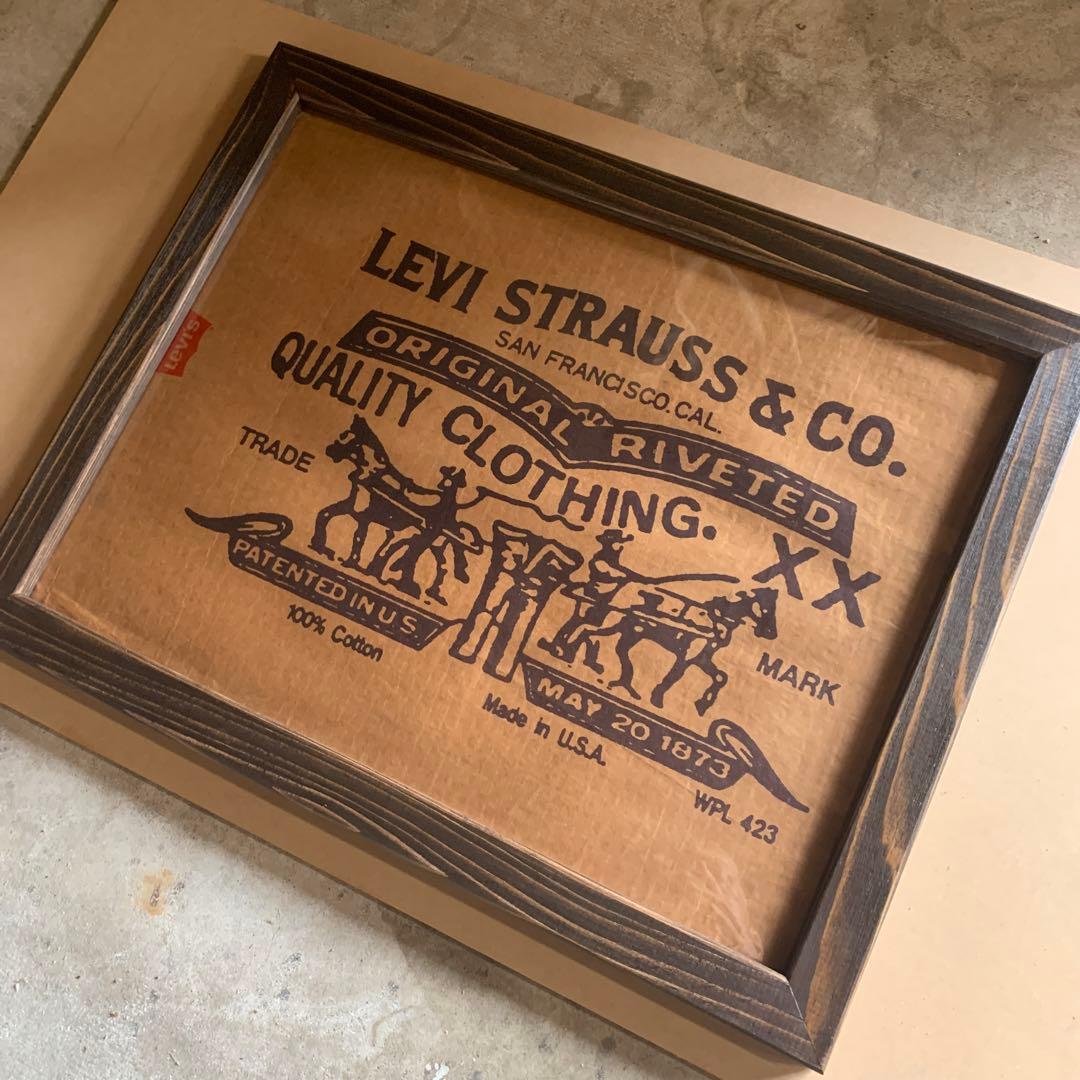 LEVI STRAUSS & CO.
SAN FRANCISCO. CAL.
ORIGINAL RIVETED
QUALITY CLOTHING.
Levi's
TRADE
XX
PATENTED IN U.S.
100% Cotton
MARK
MAY 20 1873
Made in U.S.A.
WPL 423